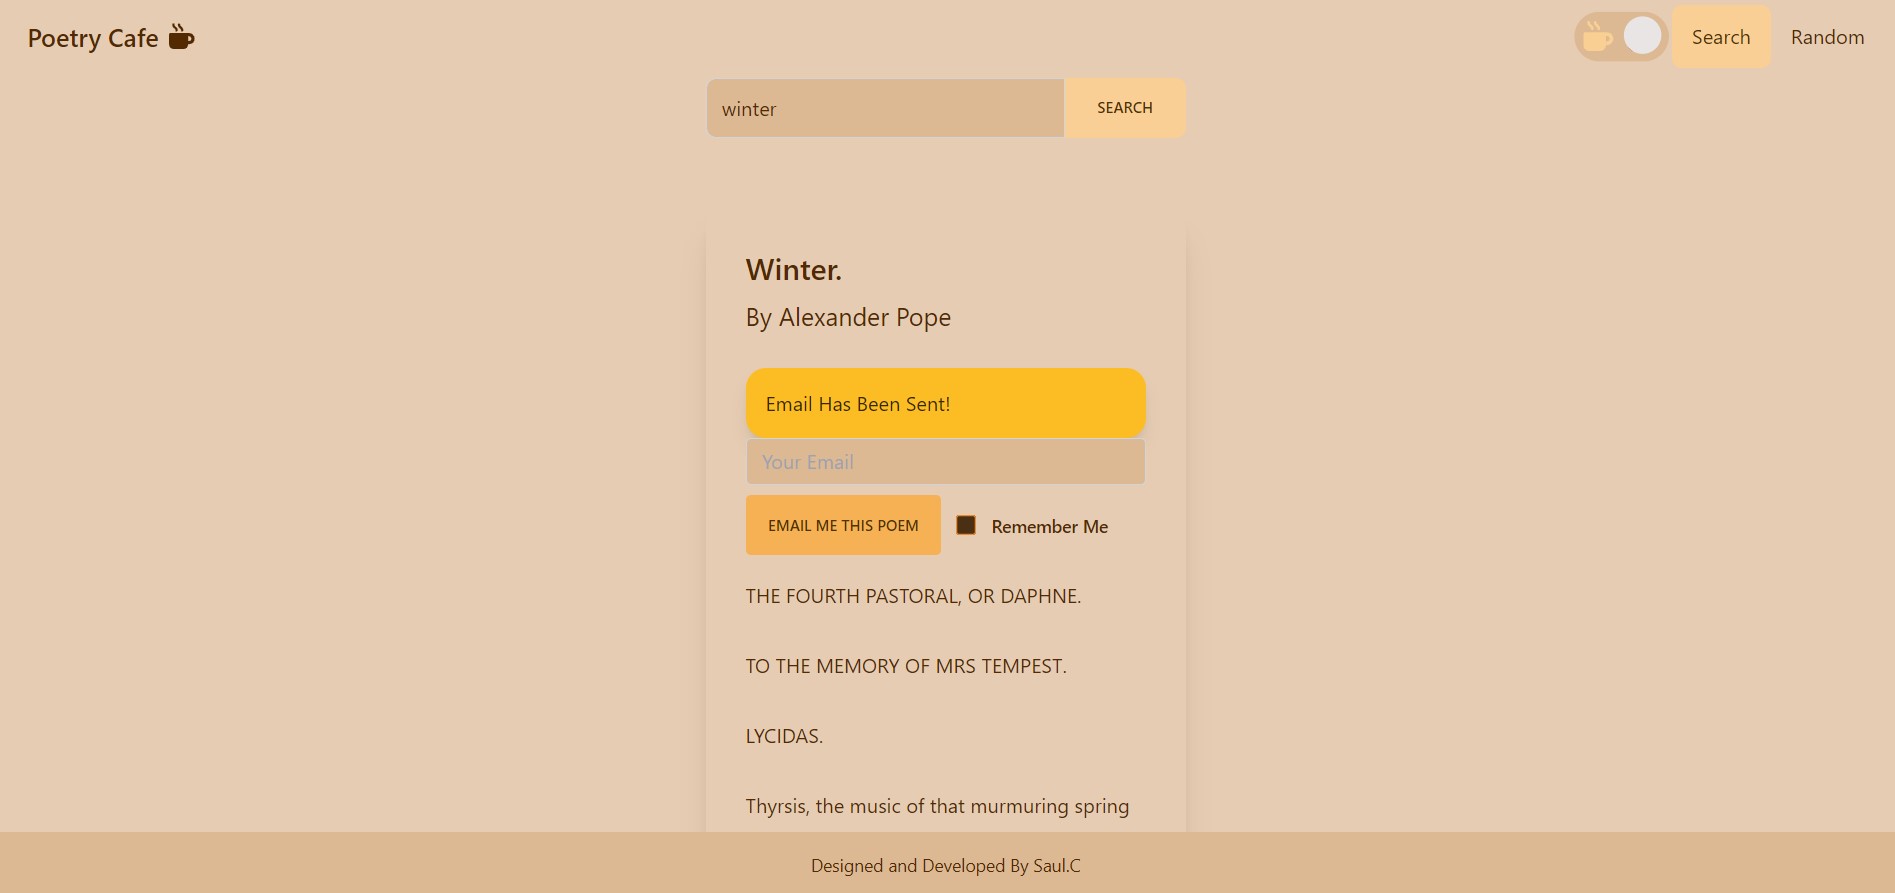 Poetry Cafe
Search
Random
winter
SEARCH
Winter.
By Alexander Pope
Email Has Been Sent!
Your Email
EMAIL ME THIS POEM
Remember Me
THE FOURTH PASTORAL, OR DAPHNE.
TO THE MEMORY OF MRS TEMPEST.
LYCIDAS.
Thyrsis, the music of that murmuring spring
Designed and Developed By Saul.C